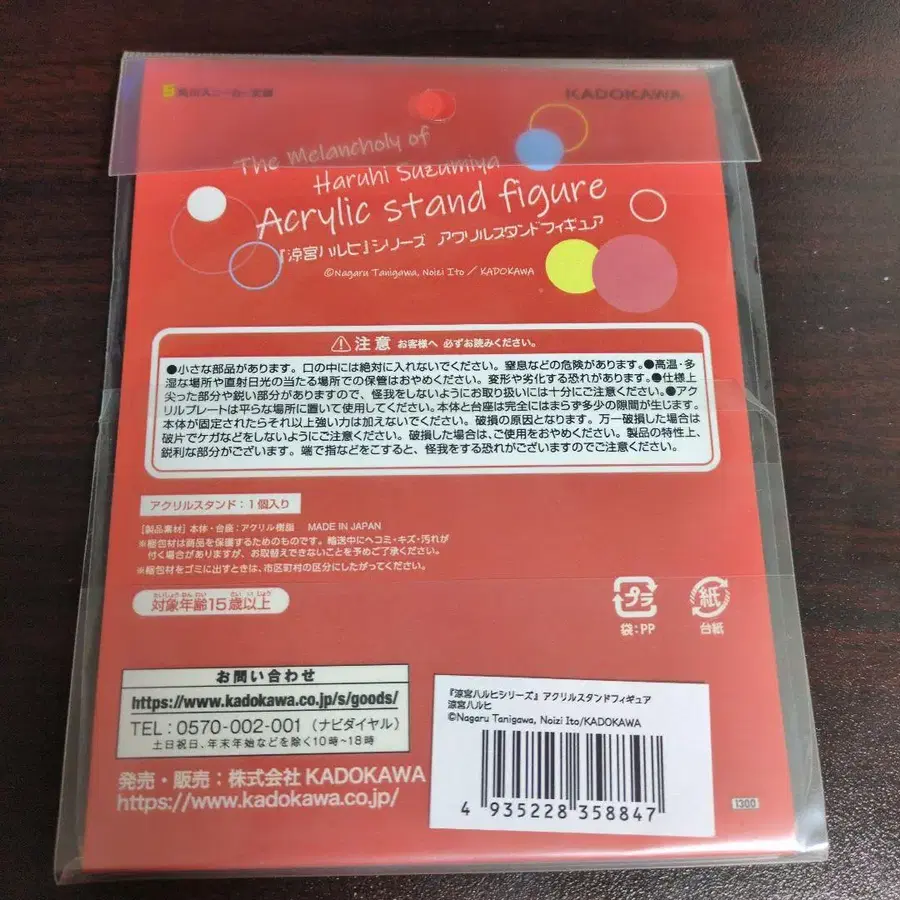 角川スニーカー文庫
KADOKAWA
The Melancholy of
Haruhi Suzumiya
Acrylic stand figure
『涼宮ハルヒ』シリーズ アクリルスタンドフィギュア
©Nagaru Tanigawa, Noizi Ito / KADOKAWA
注意 お客様へ 必ずお読みください。
●小さな部品があります。口の中には絶対に入れないでください。窒息などの危険があります。●高温・多
湿な場所や直射日光の当たる場所での保管はおやめください。変形や劣化する恐れがあります。●仕様上
尖った部分や鋭い部分がありますので、怪我をしないようにお取り扱いには十分にご注意ください。●アク
リルプレートは平らな場所に置いて使用してください。本体と台座は完全にはまらず多少の隙間が生じます。
本体が固定されたらそれ以上強い力は加えないでください。破損の原因となります。万一破損した場合は
破片でケガなどをしないようにご注意ください。破損した場合は、ご使用をおやめください。製品の特性上、
鋭利な部分がございます。端で指などをこすると、怪我をする恐れがございますのでご注意ください。
アクリルスタンド：1個入り
[製品素材] 本体・台座：アクリル樹脂 MADE IN JAPAN
※梱包材は商品を保護するためのものです。輸送中にヘコミ・キズ・汚れが
付く場合がありますが、お取替えできないことを予めご了承ください。
※梱包材をゴミに出すときは、市区町村の区分にしたがってください。
たいしょうねんれい さい いじょう
対象年齢15歳以上
プラ
紙
袋：PP
台紙
お問い合わせ
https://www.kadokawa.co.jp/s/goods/
TEL：0570-002-001（ナビダイヤル）
土日祝日、年末年始などを除く10時～18時
発売・販売：株式会社 KADOKAWA
https://www.kadokawa.co.jp/
『涼宮ハルヒシリーズ』アクリルスタンドフィギュア
涼宮ハルヒ
©Nagaru Tanigawa, Noizi Ito/KADOKAWA
4 935228 358847
1300